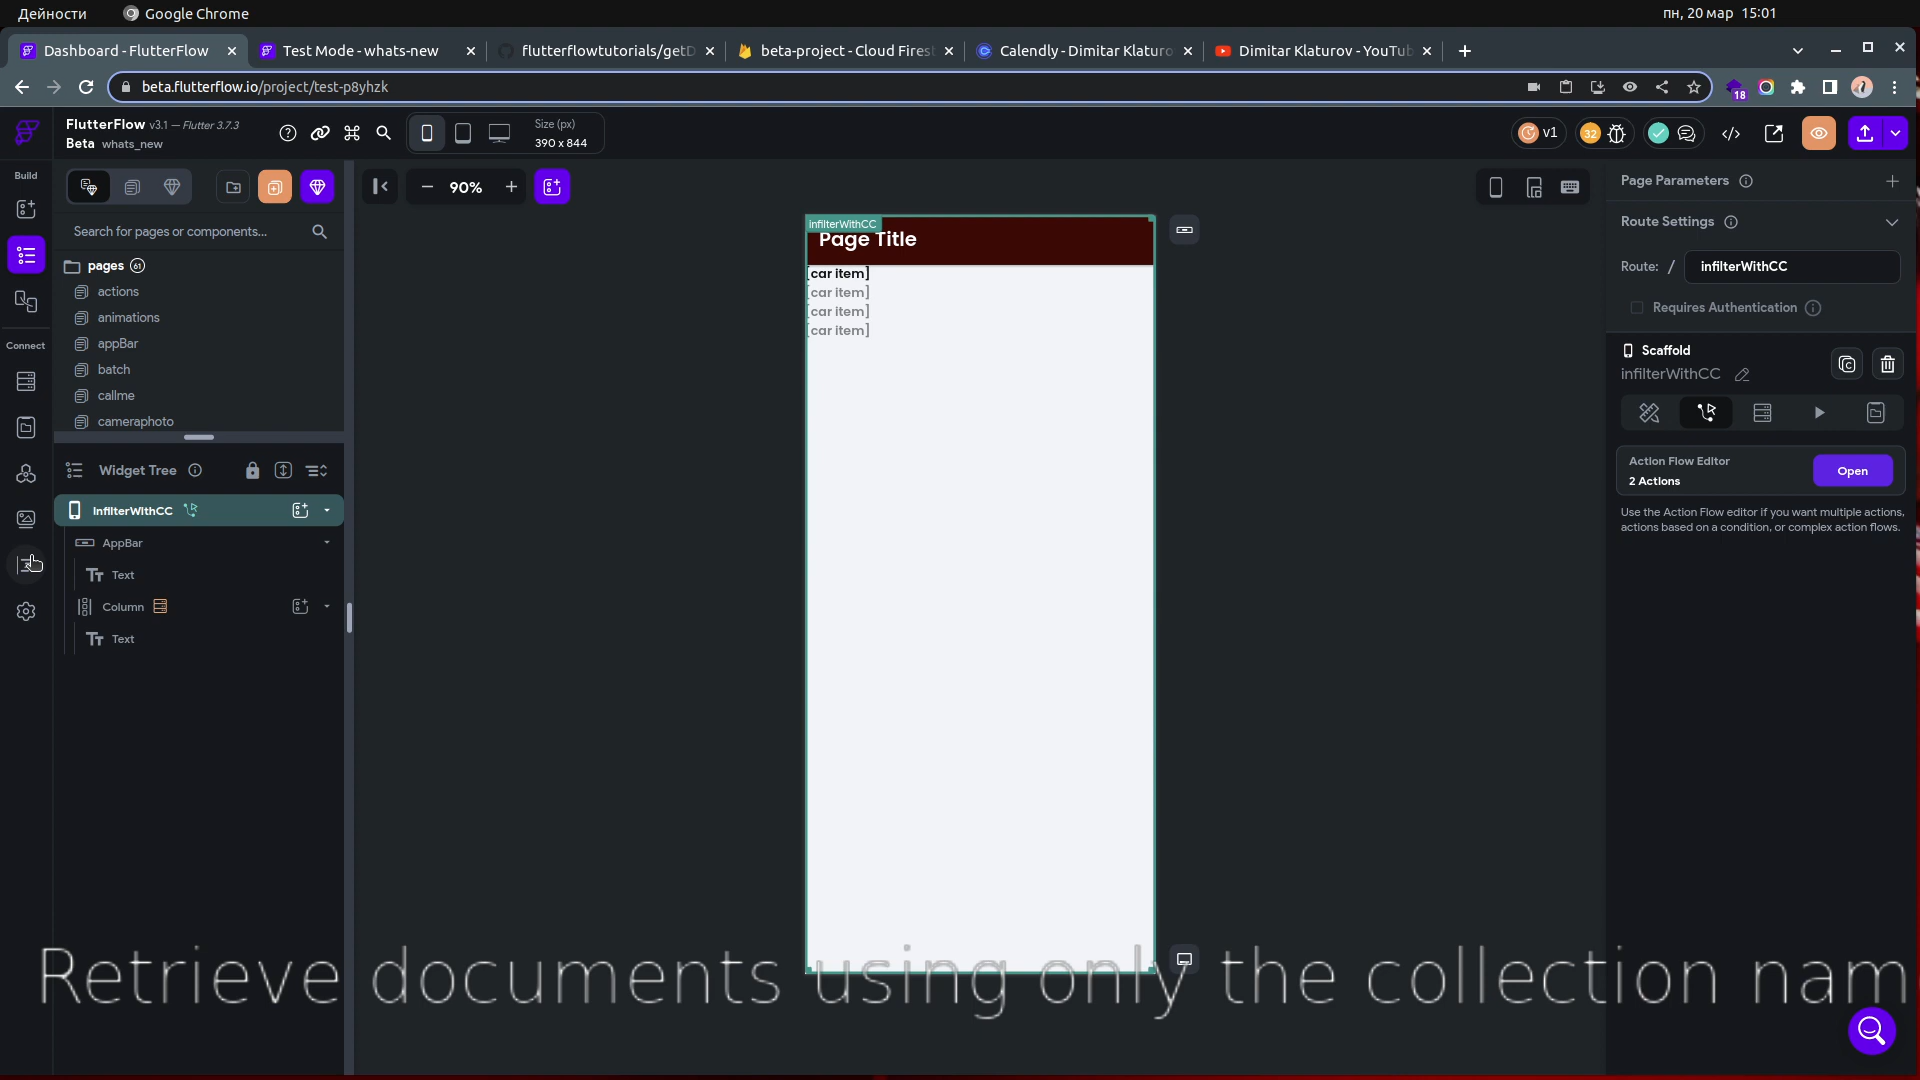 Дейности
Google Chrome
пн, 20 мар 15:01
Dashboard - FlutterFlow
Test Mode - whats-new
flutterflowtutorials/getD
beta-project - Cloud Fires
Calendly - Dimitar Klaturo
Dimitar Klaturov - YouTub
beta.flutterflow.io/project/test-p8yhzk
18
FlutterFlow v3.1 — Flutter 3.7.3
Beta whats_new
Size (px)
390 x 844
v1
32
Build
90%
Page Parameters
Search for pages or components...
Route Settings
pages 61
Route: / infilterWithCC
actions
Requires Authentication
animations
appBar
Connect
batch
callme
cameraphoto
Scaffold
infilterWithCC
infilterWithCC
Page Title
[car item]
[car item]
[car item]
[car item]
Widget Tree
infilterWithCC
AppBar
Text
Column
Text
Action Flow Editor
2 Actions
Open
Use the Action Flow editor if you want multiple actions,
actions based on a condition, or complex action flows.
Retrieve documents using only the collection nam